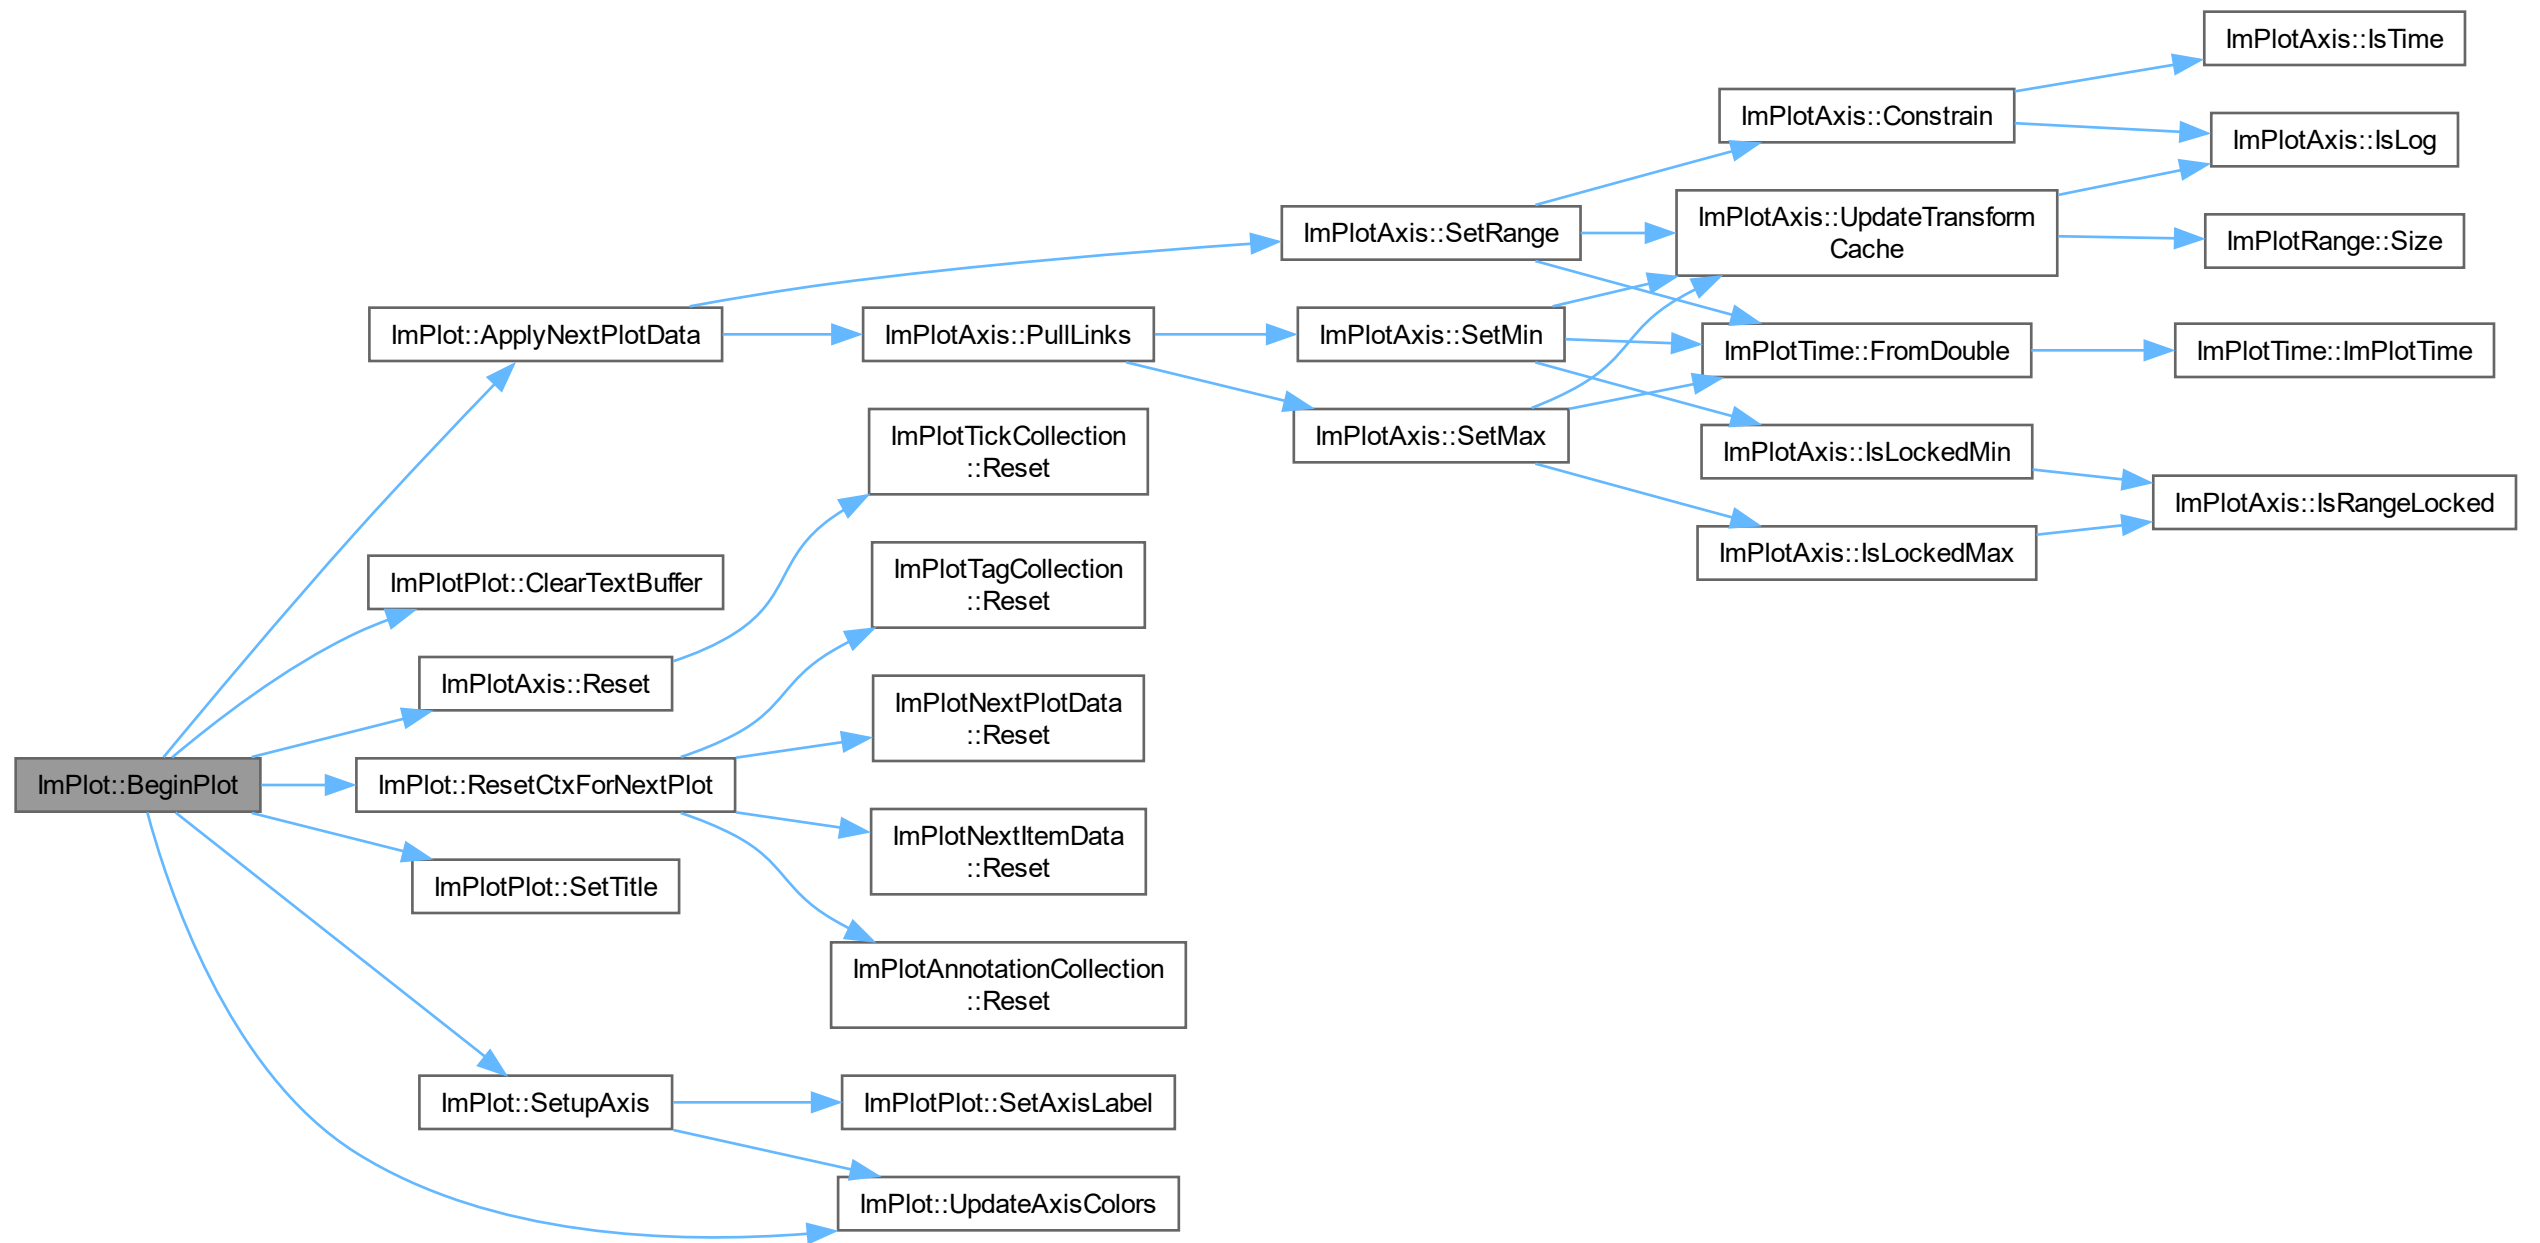 ImPlot::BeginPlot
ImPlot::ApplyNextPlotData
ImPlotPlot::ClearTextBuffer
ImPlotAxis::Reset
ImPlot::ResetCtxForNextPlot
ImPlotPlot::SetTitle
ImPlot::SetupAxis
ImPlotAxis::PullLinks
ImPlotTickCollection
::Reset
ImPlotTagCollection
::Reset
ImPlotNextPlotData
::Reset
ImPlotNextItemData
::Reset
ImPlotAnnotationCollection
::Reset
ImPlotPlot::SetAxisLabel
ImPlot::UpdateAxisColors
ImPlotAxis::SetRange
ImPlotAxis::SetMin
ImPlotAxis::SetMax
ImPlotAxis::Constrain
ImPlotAxis::UpdateTransform
Cache
ImPlotTime::FromDouble
ImPlotAxis::IsLockedMin
ImPlotAxis::IsLockedMax
ImPlotAxis::IsTime
ImPlotAxis::IsLog
ImPlotRange::Size
ImPlotTime::ImPlotTime
ImPlotAxis::IsRangeLocked